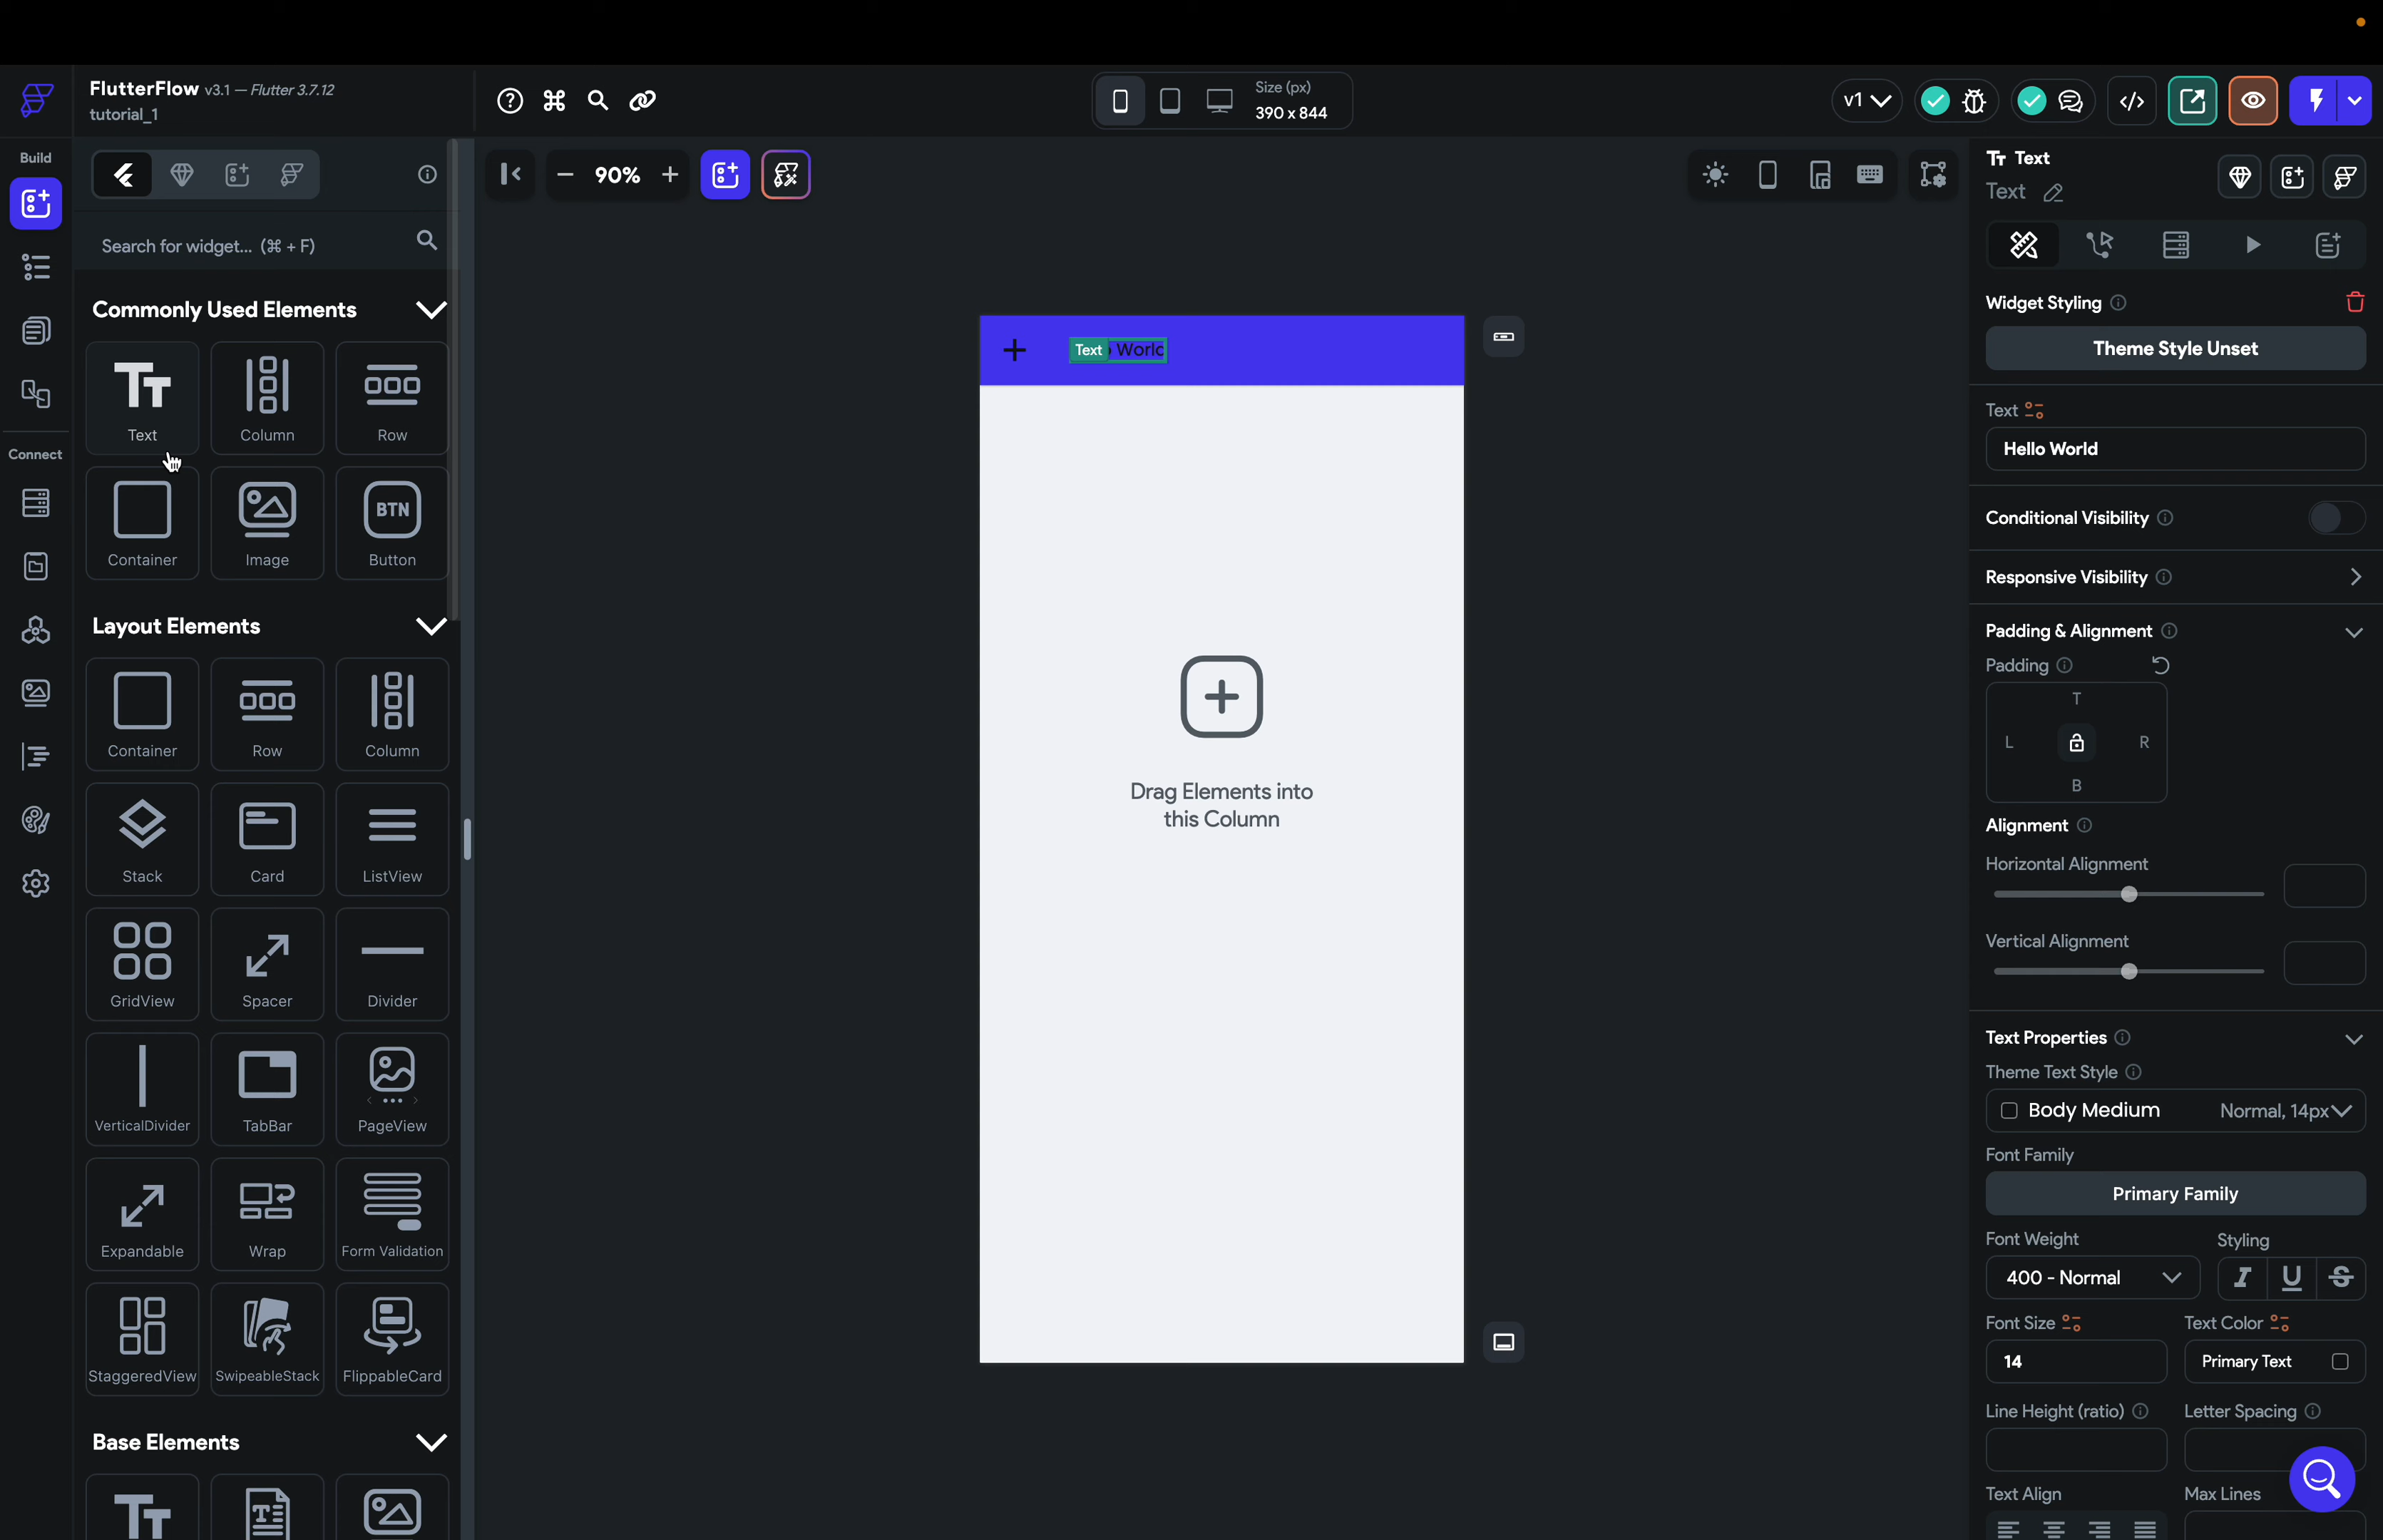 FlutterFlow v3.1 — Flutter 3.7.12
tutorial_1
Size (px)
390 x 844
v1
Build
Connect
90%
Search for widget... (⌘ + F)
Commonly Used Elements
Text
Column
Row
Container
Image
BTN
Button
Layout Elements
Container
Row
Column
Stack
Card
ListView
GridView
Spacer
Divider
VerticalDivider
TabBar
PageView
Expandable
Wrap
Form Validation
StaggeredView
SwipeableStack
FlippableCard
Base Elements
Text World
Drag Elements into
this Column
Text
Text
Widget Styling
Theme Style Unset
Text
Hello World
Conditional Visibility
Responsive Visibility
Padding & Alignment
Padding
T
L R
B
Alignment
Horizontal Alignment
Vertical Alignment
Text Properties
Theme Text Style
Body Medium Normal, 14px
Font Family
Primary Family
Font Weight Styling
400 - Normal I U S
Font Size Text Color
14 Primary Text
Line Height (ratio) Letter Spacing
Text Align Max Lines